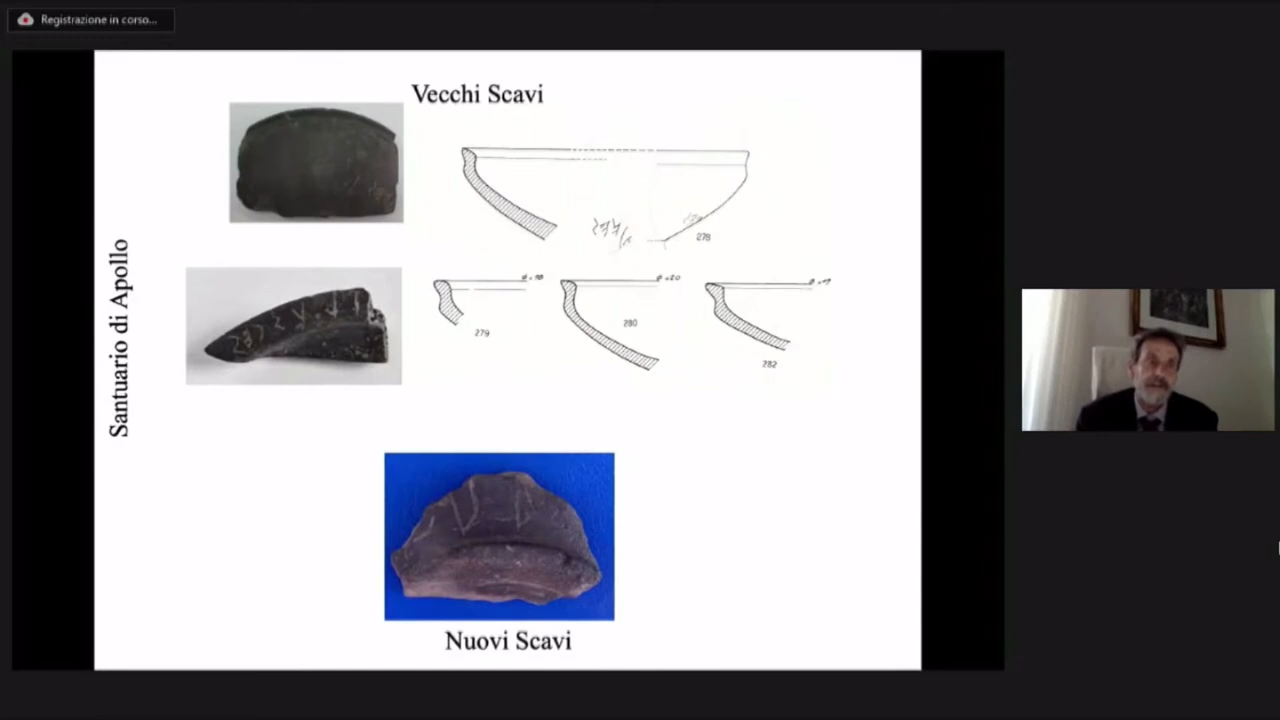 Registrazione in corso...
Vecchi Scavi
Santuario di Apollo
278
279
280
282
Nuovi Scavi